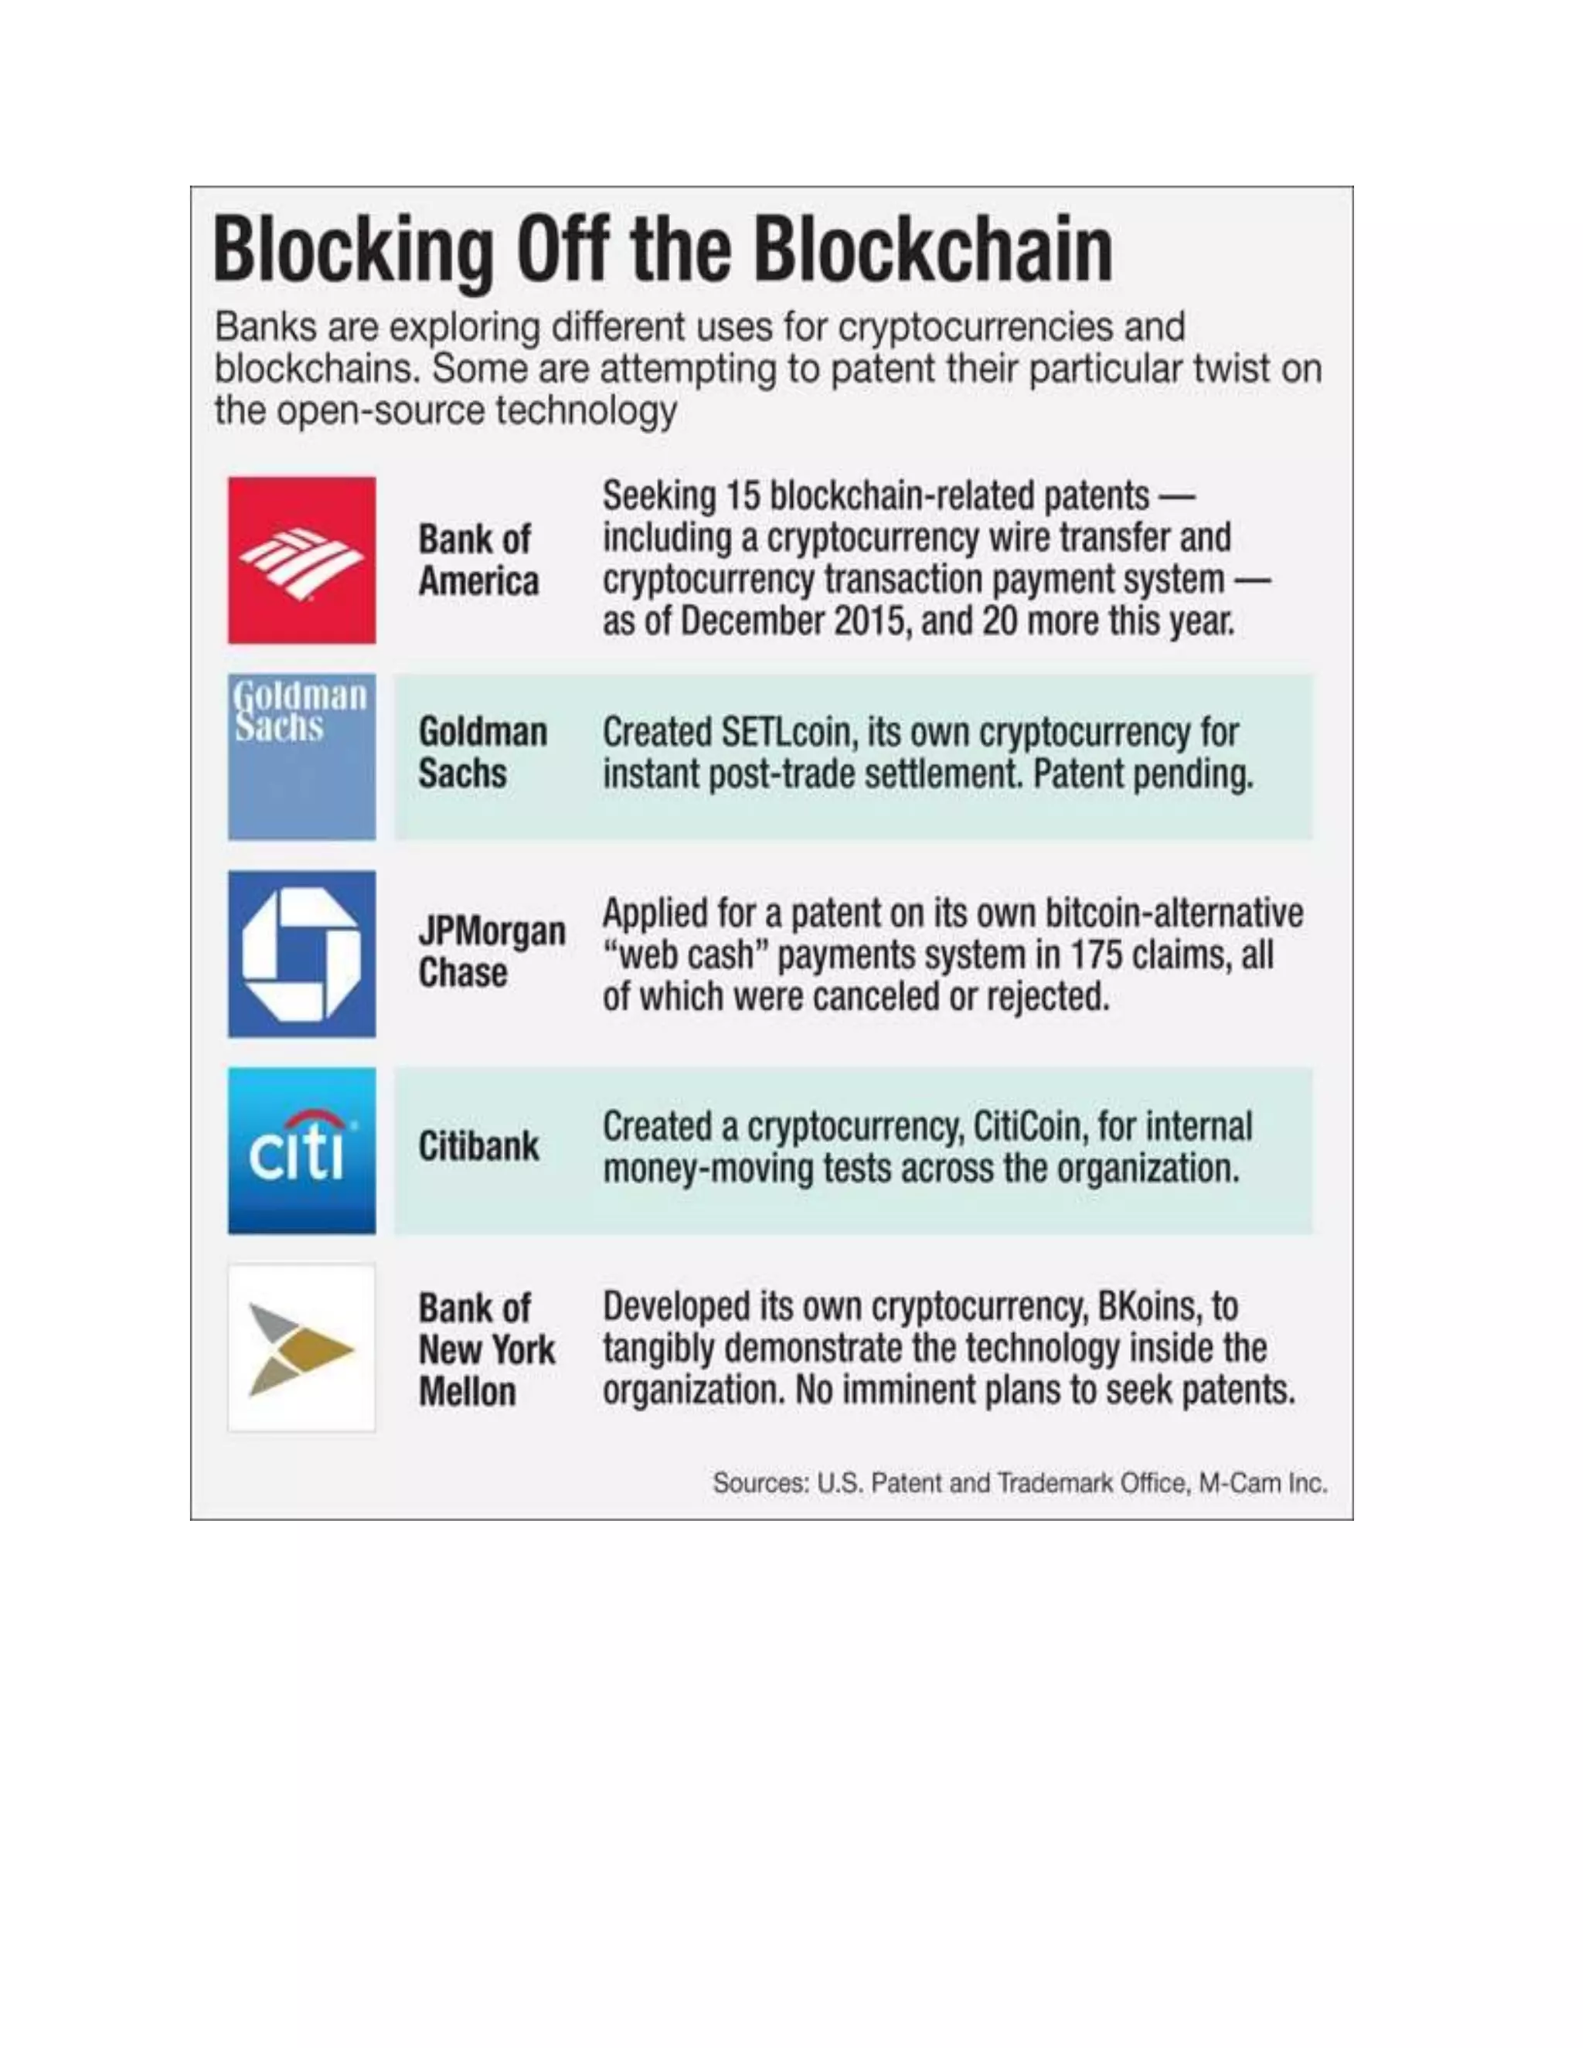 Blocking Off the Blockchain
Banks are exploring different uses for cryptocurrencies and
blockchains. Some are attempting to patent their particular twist on
the open-source technology
Bank of
America
Seeking 15 blockchain-related patents —
including a cryptocurrency wire transfer and
cryptocurrency transaction payment system —
as of December 2015, and 20 more this year.
Goldman
Sachs
Goldman
Sachs
Created SETLcoin, its own cryptocurrency for
instant post-trade settlement. Patent pending.
JPMorgan
Chase
Applied for a patent on its own bitcoin-alternative
“web cash” payments system in 175 claims, all
of which were canceled or rejected.
citi
Citibank
Created a cryptocurrency, CitiCoin, for internal
money-moving tests across the organization.
Bank of
New York
Mellon
Developed its own cryptocurrency, BKoins, to
tangibly demonstrate the technology inside the
organization. No imminent plans to seek patents.
Sources: U.S. Patent and Trademark Office, M-Cam Inc.